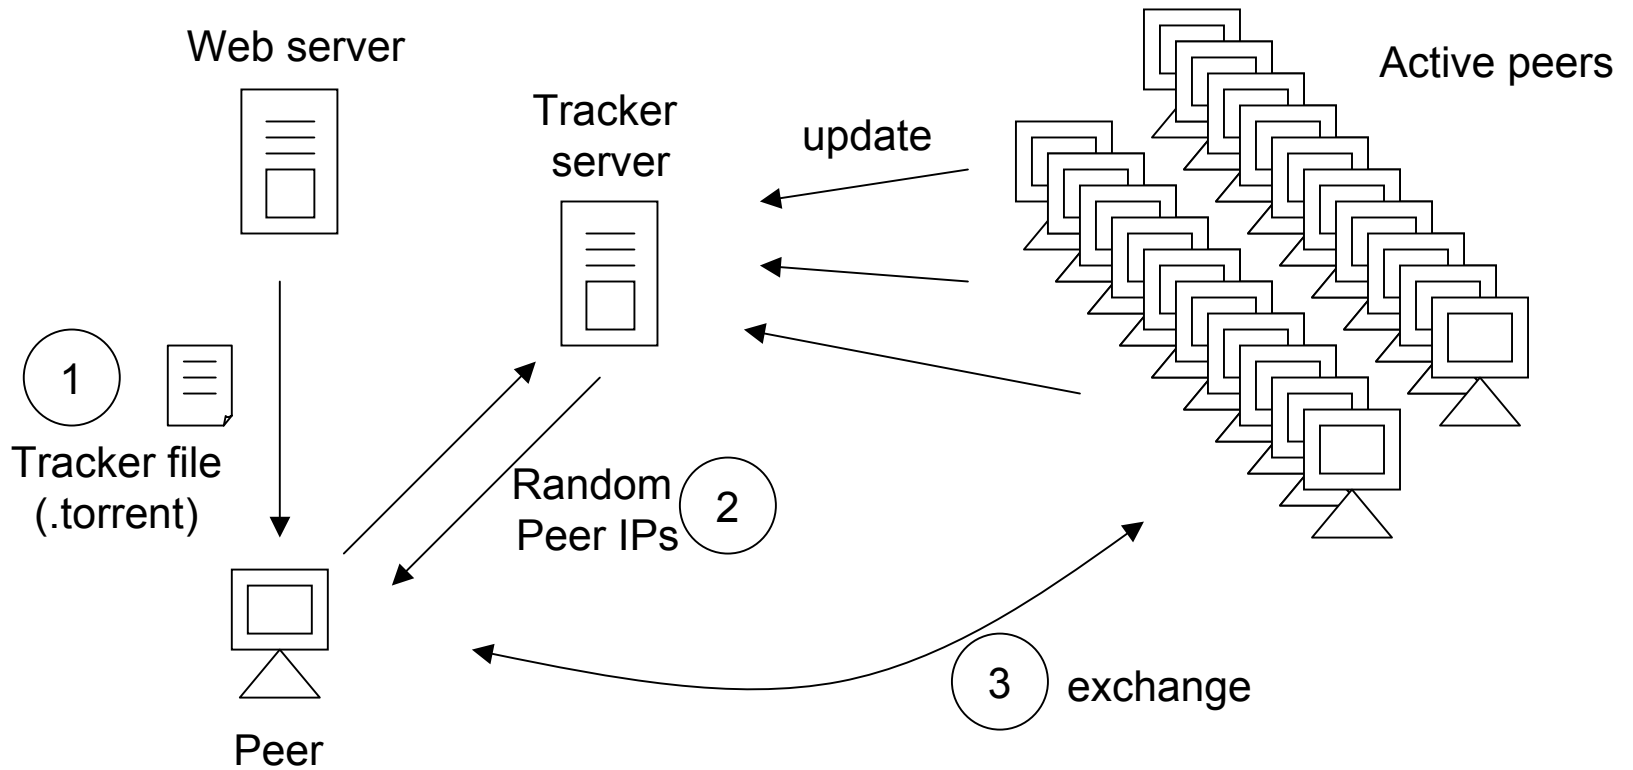 Web server
Active peers
Tracker
server
update
1
Tracker file
(.torrent)
Random
Peer IPs
2
3
exchange
Peer